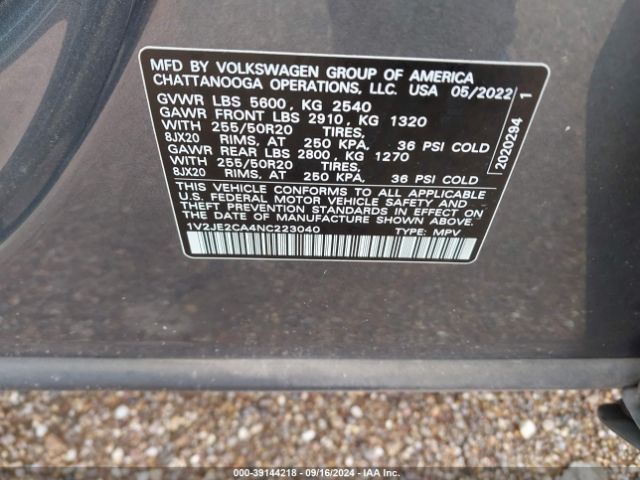 MFD BY VOLKSWAGEN GROUP OF AMERICA
CHATTANOOGA OPERATIONS, LLC. USA 05/2022
GVWR LBS 5600, KG 2540
GAWR FRONT LBS 2910, KG 1320
WITH 255/50R20 TIRES,
8JX20 RIMS, AT 250 KPA, 36 PSI COLD
GAWR REAR LBS 2800, KG 1270
WITH 255/50R20 TIRES,
8JX20 RIMS, AT 250 KPA, 36 PSI COLD
THIS VEHICLE CONFORMS TO ALL APPLICABLE
U.S. FEDERAL MOTOR VEHICLE SAFETY AND
THEFT PREVENTION STANDARDS IN EFFECT ON
THE DATE OF MANUFACTURE SHOWN ABOVE.
1V2JE2CA4NC223040 TYPE: MPV
2020294 1
000-39144218 - 09/16/2024 - IAA Inc.